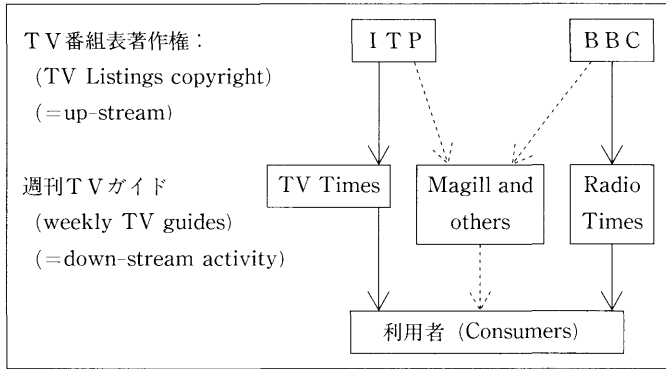 TV番組表著作権：
(TV Listings copyright)
(=up-stream)
ITP
BBC
週刊TVガイド
(weekly TV guides)
(=down-stream activity)
TV Times
Magill and
others
Radio
Times
利用者 (Consumers)